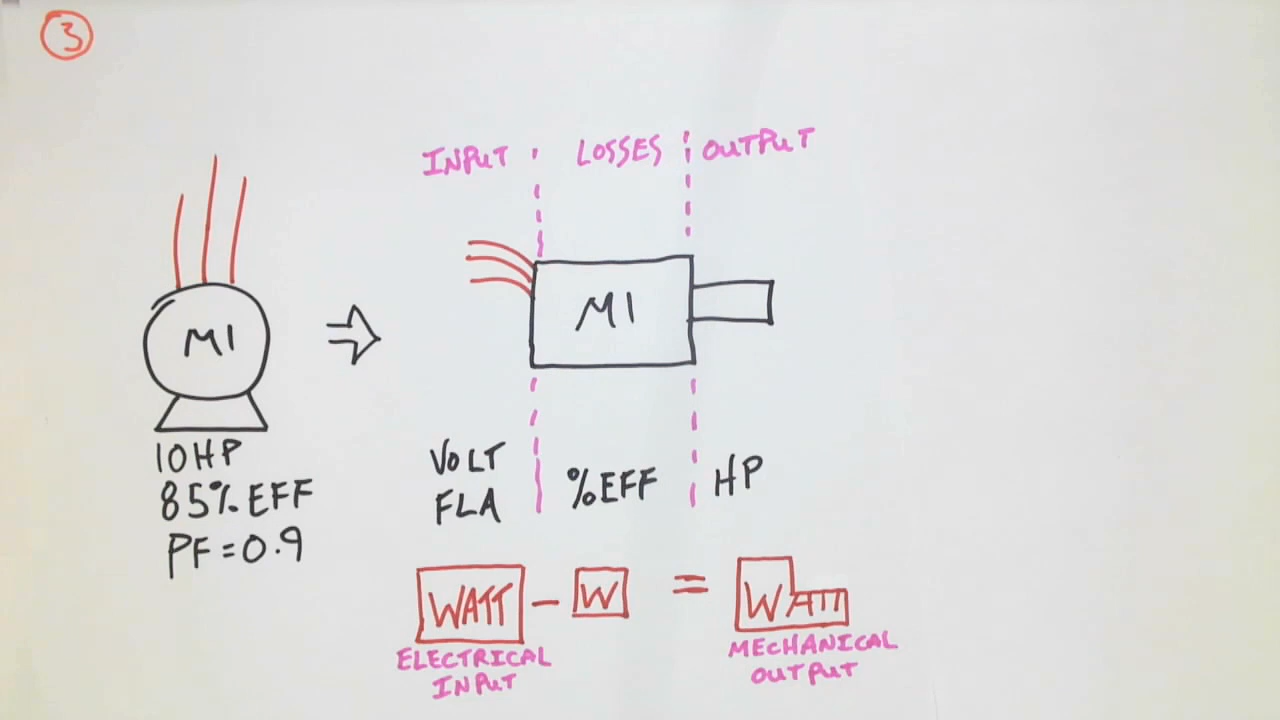 3
INPUT LOSSES OUTPUT
M1
M1
10HP
85% EFF
PF=0.9
VOLT
FLA
%EFF
HP
WATT - W = WATT
ELECTRICAL
INPUT
MECHANICAL
OUTPUT